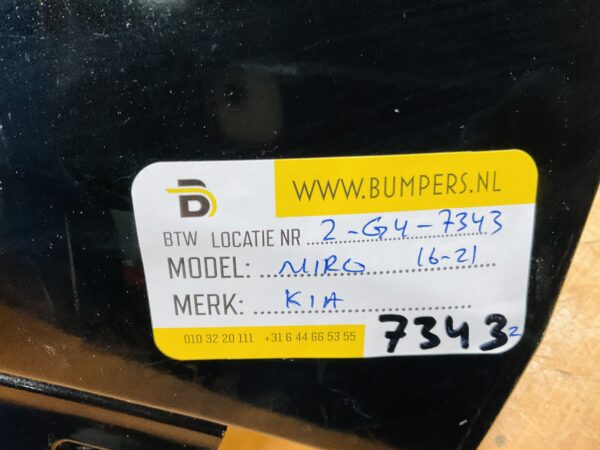 WWW.BUMPERS.NL
BTW LOCATIE NR 2-G4-7343
MODEL: NIRO 16-21
MERK: KIA
010 32 20 111 +31 6 44 66 53 55 7343 2